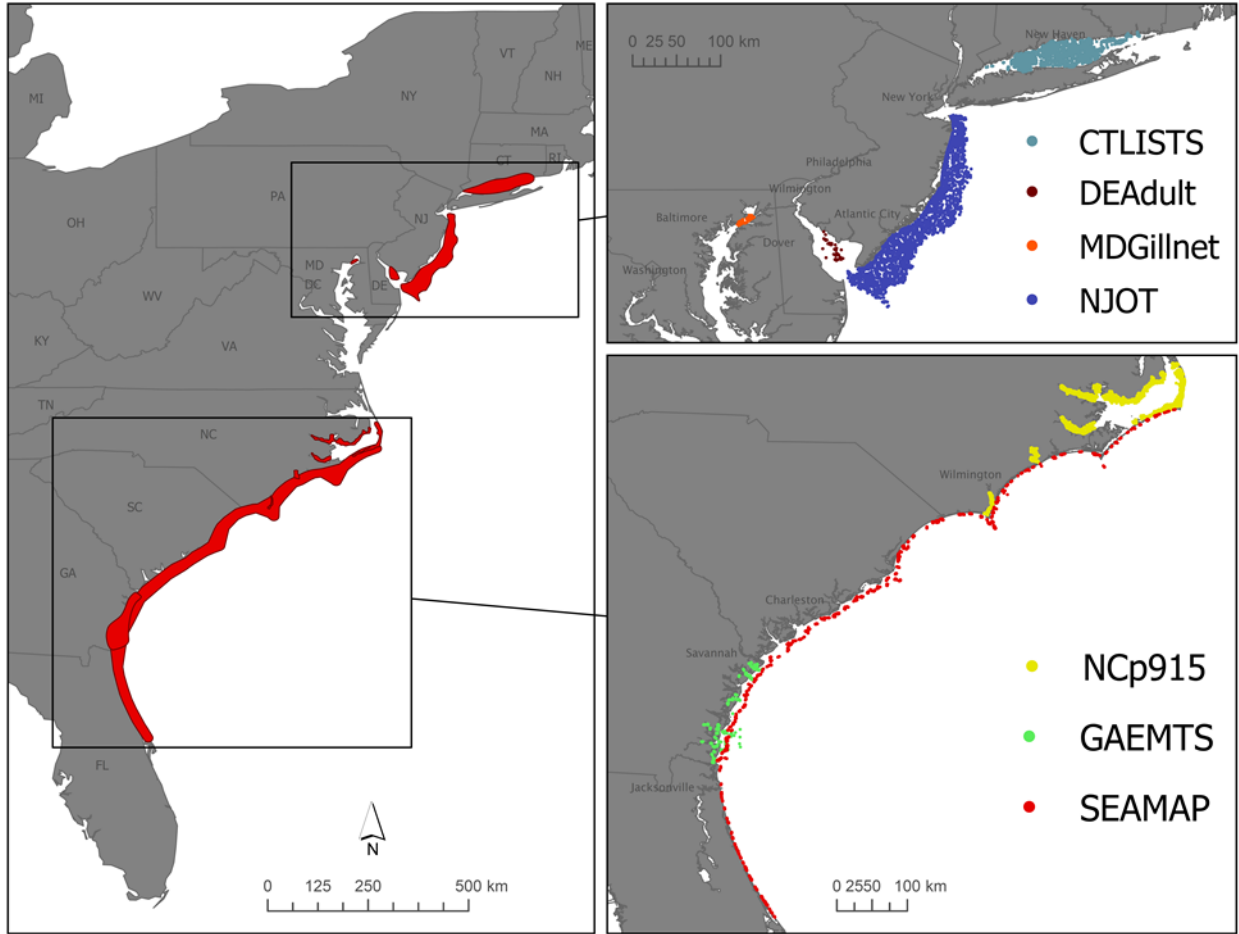 VT
ME
NH
MI
NY
MA
CT
RI
PA
OH
NJ
MD
DC
DE
WV
KY
VA
TN
NC
SC
GA
FL
N
0 125 250 500 km
0 25 50 100 km
New Haven
New York
Philadelphia
Wilmington
Baltimore
Atlantic City
Dover
Washington
CTLISTS
DEAdult
MDGillnet
NJOT
Wilmington
Charleston
Savannah
Jacksonville
NCp915
GAEMTS
SEAMAP
0 2550 100 km